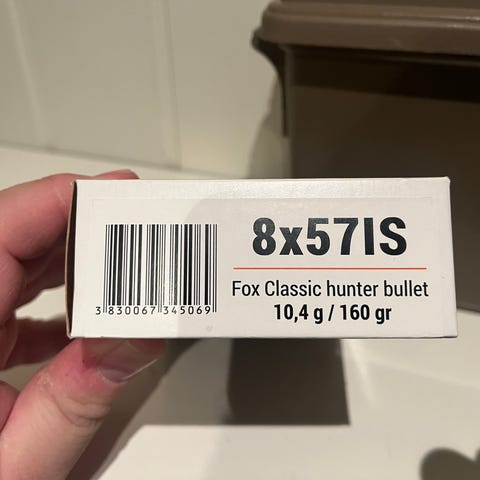 8x57IS
Fox Classic hunter bullet
10,4 g / 160 gr
3 830067 345069